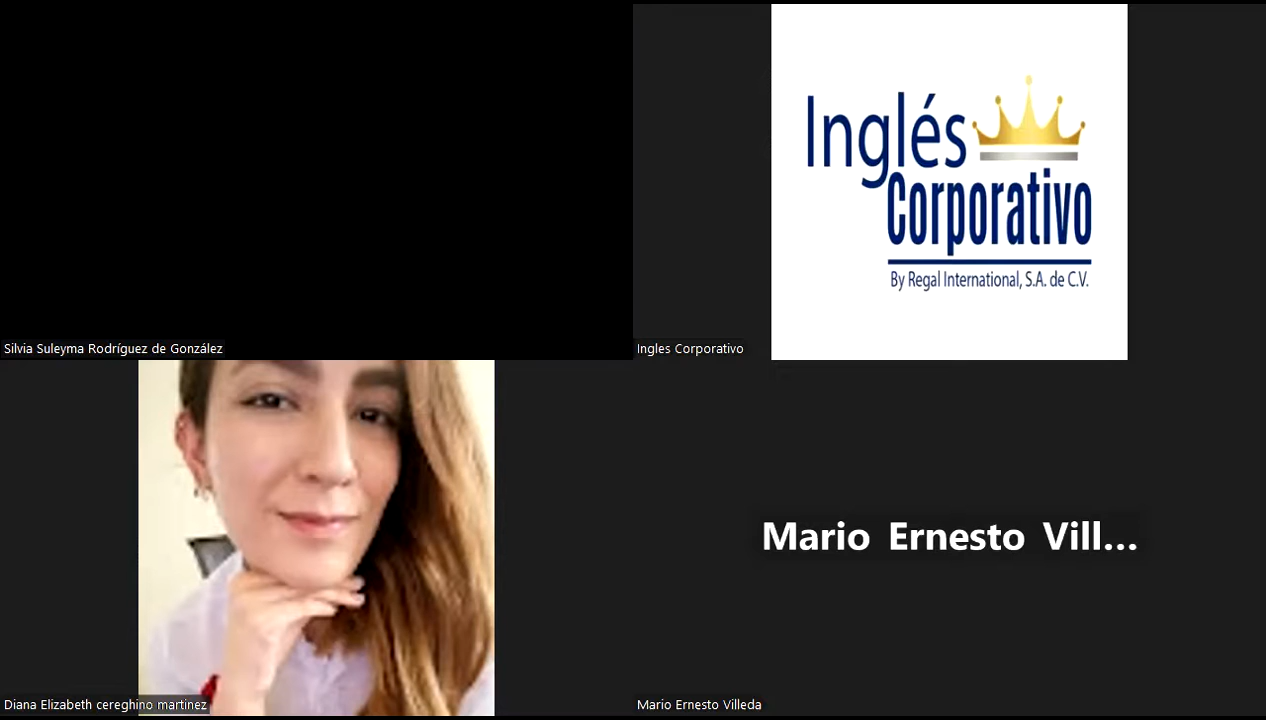 Inglés
Corporativo
By Regal International, S.A. de C.V.
Silvia Suleyma Rodríguez de González
Ingles Corporativo
Mario Ernesto Vill...
Diana Elizabeth cereghino martinez
Mario Ernesto Villeda